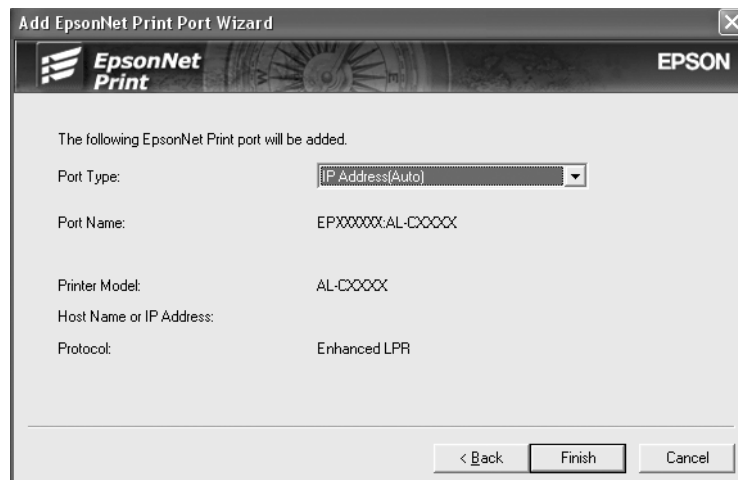 Add EpsonNet Print Port Wizard
EpsonNet
Print
EPSON
The following EpsonNet Print port will be added.
Port Type: IP Address(Auto)
Port Name: EPXXXXXX:AL-CXXXX
Printer Model: AL-CXXXX
Host Name or IP Address:
Protocol: Enhanced LPR
< Back Finish Cancel